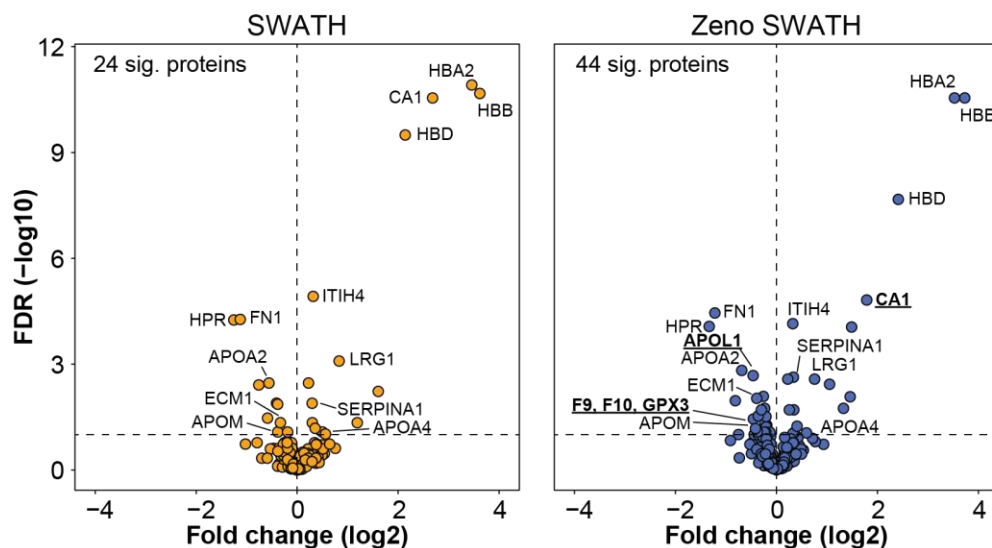 SWATH
Zeno SWATH
FDR (−log10)
12
9
6
3
0
24 sig. proteins
HBA2
CA1
HBB
HBD
ITIH4
HPR
FN1
LRG1
APOA2
ECM1
SERPINA1
APOM
APOA4
−4
−2
0
2
4
Fold change (log2)
44 sig. proteins
HBA2
HBB
HBD
CA1
FN1
ITIH4
HPR
APOL1
SERPINA1
APOA2
LRG1
ECM1
F9, F10, GPX3
APOM
APOA4
−4
−2
0
2
4
Fold change (log2)